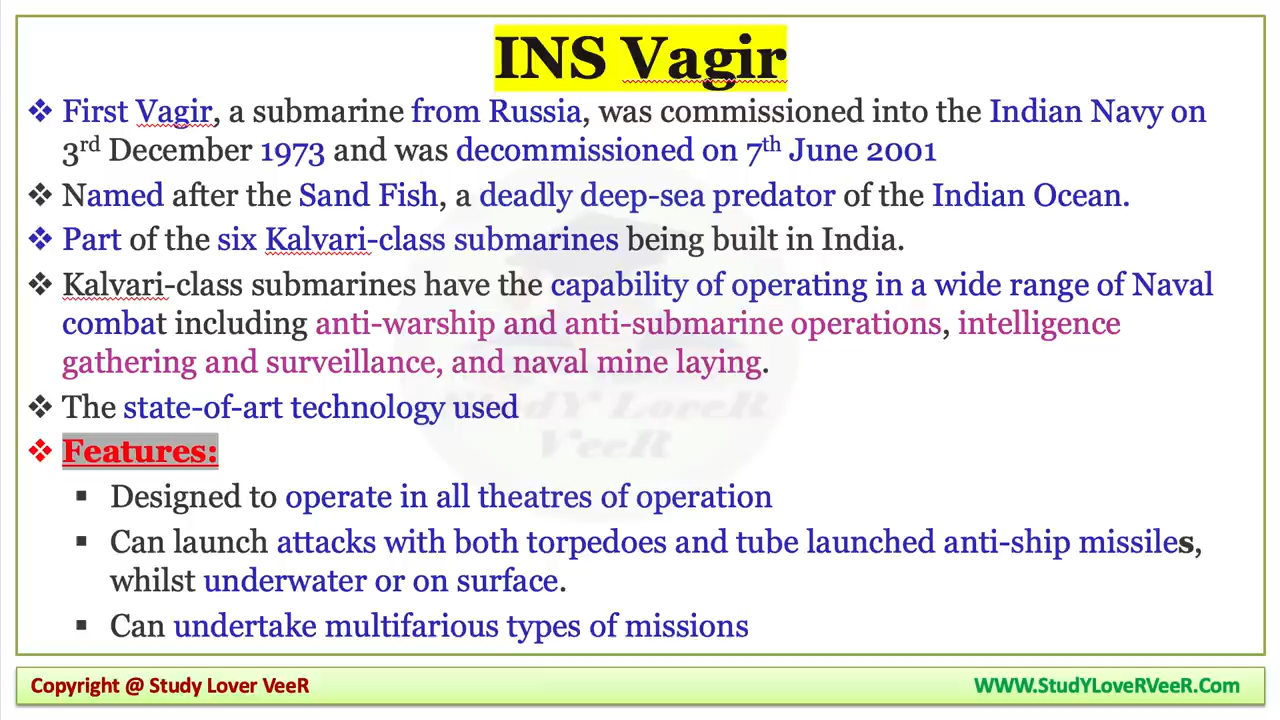 INS Vagir
❖ First Vagir, a submarine from Russia, was commissioned into the Indian Navy on
3rd December 1973 and was decommissioned on 7th June 2001
❖ Named after the Sand Fish, a deadly deep-sea predator of the Indian Ocean.
❖ Part of the six Kalvari-class submarines being built in India.
❖ Kalvari-class submarines have the capability of operating in a wide range of Naval
combat including anti-warship and anti-submarine operations, intelligence
gathering and surveillance, and naval mine laying.
❖ The state-of-art technology used
StudY LoveR
VeeR
❖ Features:
▪ Designed to operate in all theatres of operation
▪ Can launch attacks with both torpedoes and tube launched anti-ship missiles,
whilst underwater or on surface.
▪ Can undertake multifarious types of missions
Copyright @ Study Lover VeeR
WWW.StudYLoveRVeeR.Com